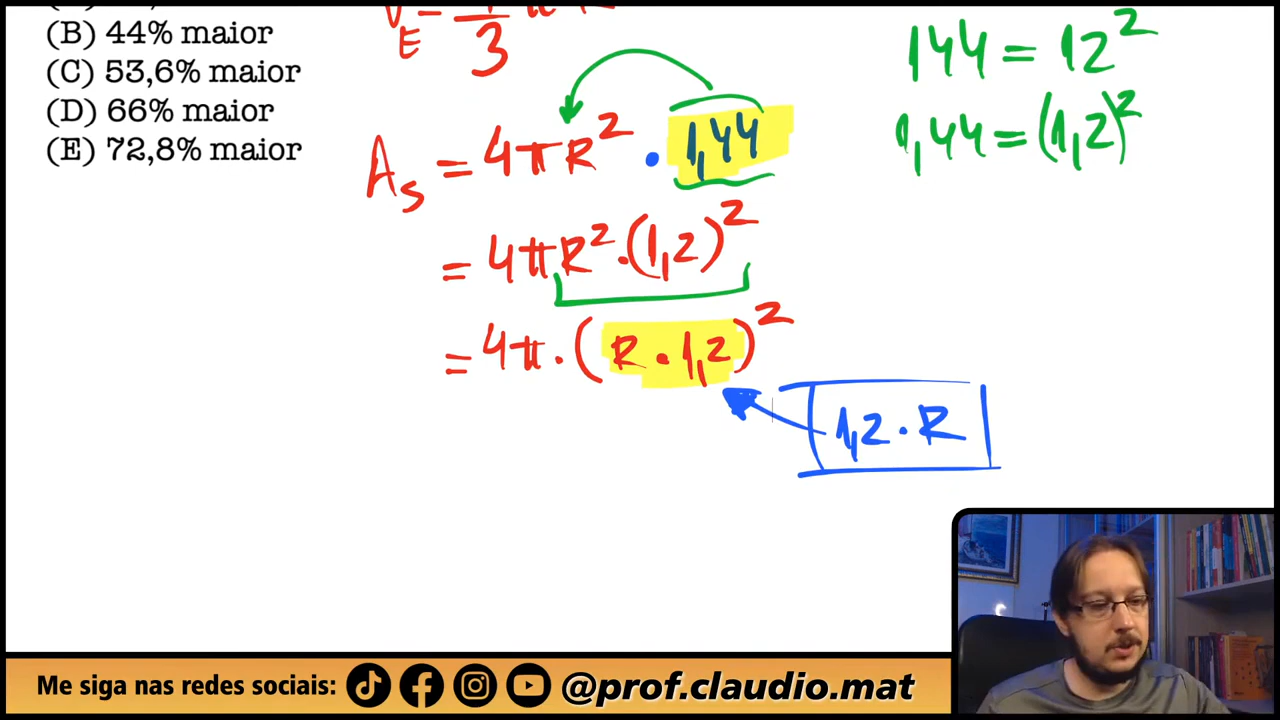 (B) 44% maior
(C) 53,6% maior
(D) 66% maior
(E) 72,8% maior
E 3
A_S = 4πR² · 1,44
= 4πR² · (1,2)²
= 4π · (R · 1,2)²
1,2 · R
144 = 12²
1,44 = (1,2)²
Me siga nas redes sociais: @prof.claudio.mat